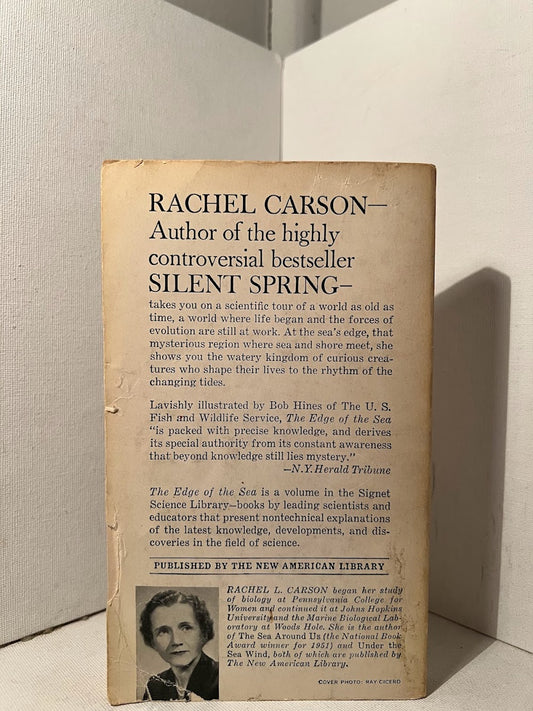 RACHEL CARSON—
Author of the highly
controversial bestseller
SILENT SPRING—
takes you on a scientific tour of a world as old as
time, a world where life began and the forces of
evolution are still at work. At the sea's edge, that
mysterious region where sea and shore meet, she
shows you the watery kingdom of curious crea-
tures who shape their lives to the rhythm of the
changing tides.
Lavishly illustrated by Bob Hines of The U. S.
Fish and Wildlife Service, The Edge of the Sea
"is packed with precise knowledge, and derives
its special authority from its constant awareness
that beyond knowledge still lies mystery."
—N.Y. Herald Tribune
The Edge of the Sea is a volume in the Signet
Science Library—books by leading scientists and
educators that present nontechnical explanations
of the latest knowledge, developments, and dis-
coveries in the field of science.
PUBLISHED BY THE NEW AMERICAN LIBRARY
RACHEL L. CARSON began her study
of biology at Pennsylvania College for
Women and continued it at Johns Hopkins
University and the Marine Biological Lab-
oratory at Woods Hole. She is the author
of The Sea Around Us (the National Book
Award winner for 1951) and Under the
Sea Wind, both of which are published by
The New American Library.
COVER PHOTO: RAY CICERO